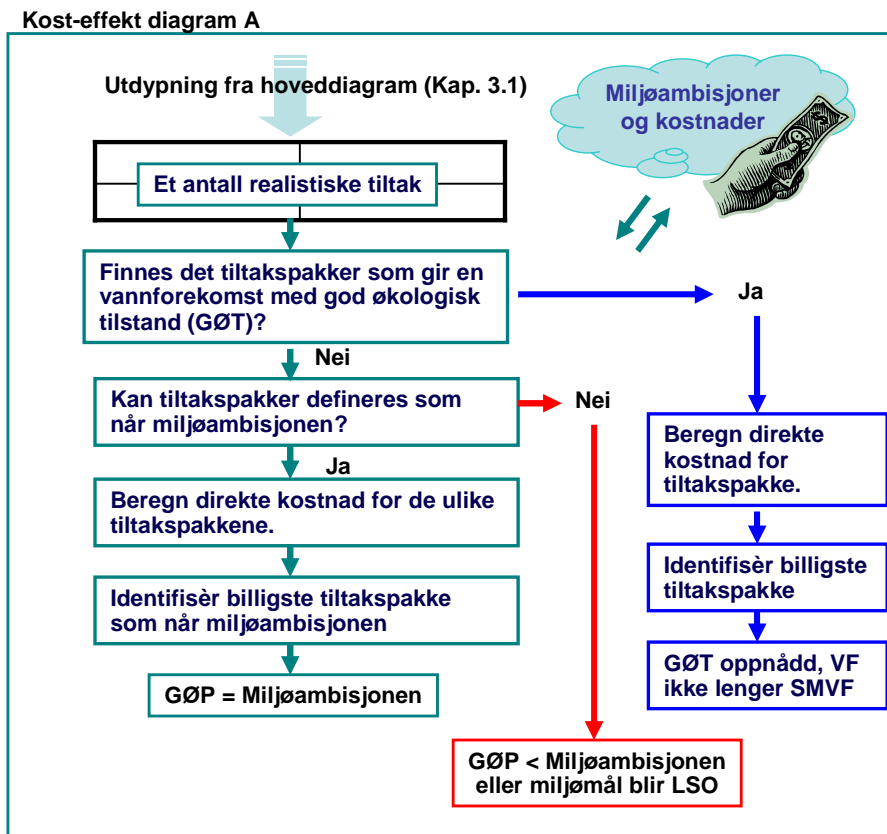 Kost-effekt diagram A
Utdypning fra hoveddiagram (Kap. 3.1)
Miljøambisjoner
og kostnader
Et antall realistiske tiltak
Finnes det tiltakspakker som gir en
vannforekomst med god økologisk
tilstand (GØT)?
Ja
Nei
Kan tiltakspakker defineres som
når miljøambisjonen?
Nei
Ja
Beregn direkte
kostnad for
tiltakspakke.
Beregn direkte kostnad for de ulike
tiltakspakkene.
Identifisèr billigste
tiltakspakke
Identifisèr billigste tiltakspakke
som når miljøambisjonen
GØT oppnådd, VF
ikke lenger SMVF
GØP = Miljøambisjonen
GØP < Miljøambisjonen
eller miljømål blir LSO